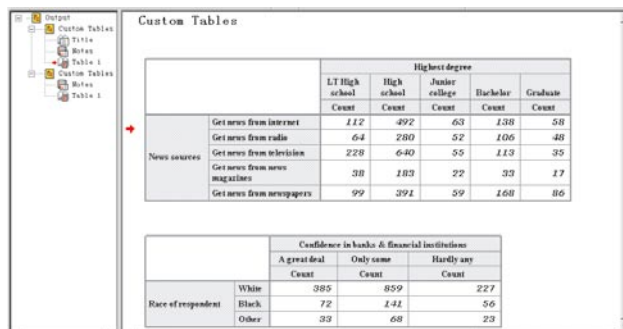 Output
Custom Tables
Title
Notes
Table 1
Custom Tables
Notes
Table 1
Custom Tables
Highest degree
LT High school High school Junior college Bachelor Graduate
Count Count Count Count Count
News sources
Get news from internet 112 492 63 138 58
Get news from radio 64 280 52 106 48
Get news from television 228 640 55 113 35
Get news from news magazines 38 183 22 33 17
Get news from newspapers 99 391 59 168 86
Confidence in banks & financial institutions
A great deal Only some Hardly any
Count Count Count
Race of respondent
White 385 859 227
Black 72 141 56
Other 33 68 23